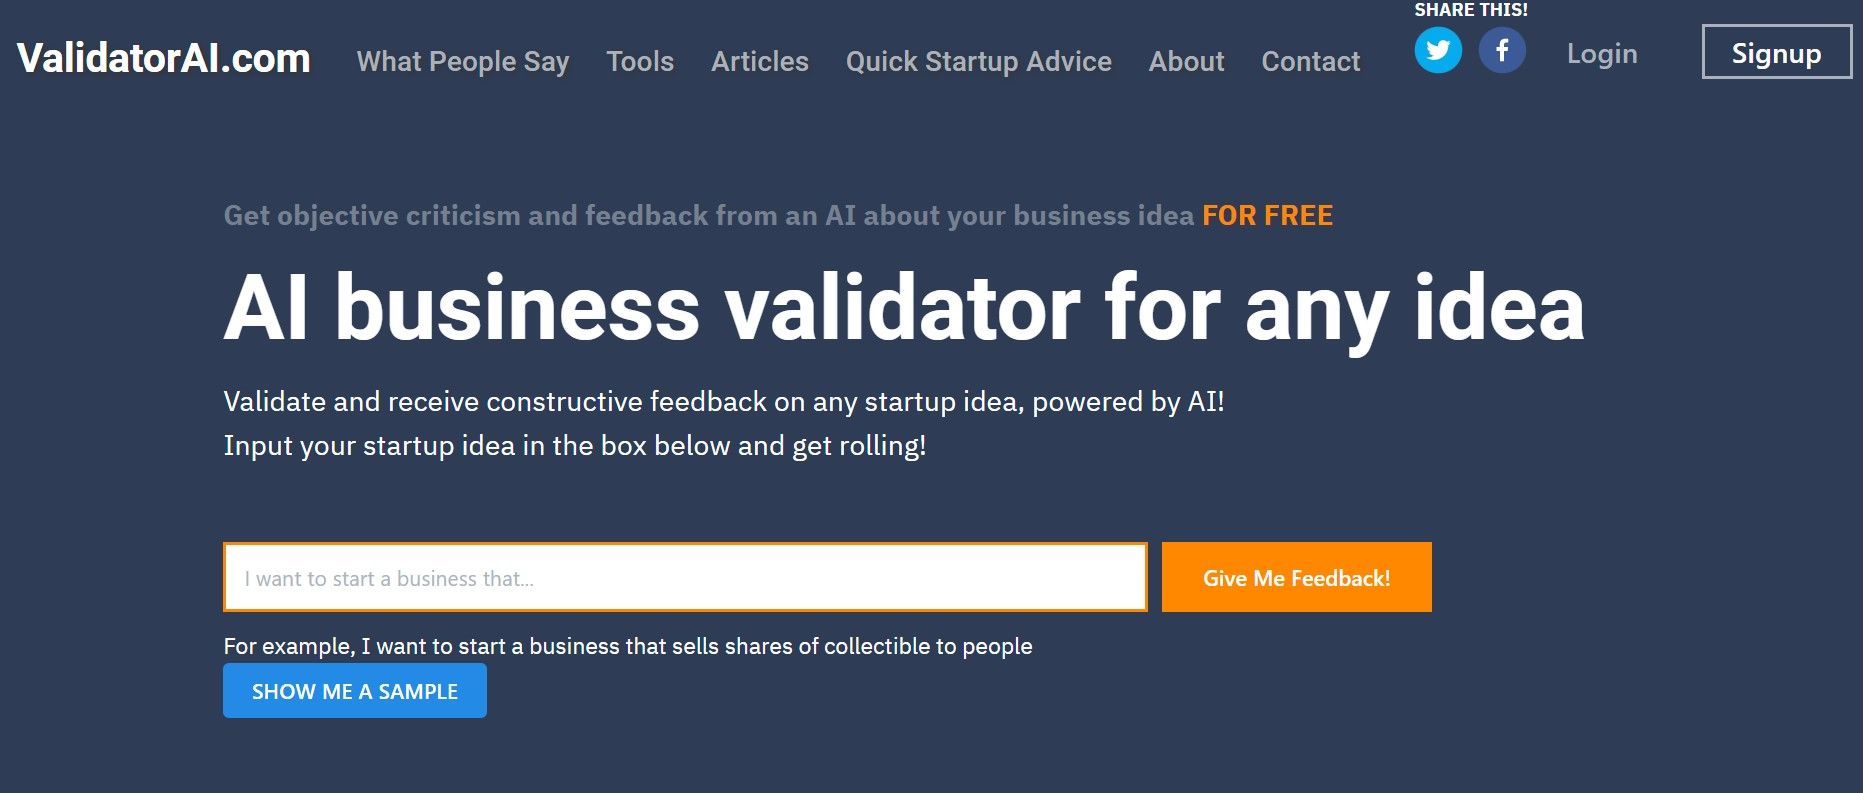 SHARE THIS!
ValidatorAI.com What People Say Tools Articles Quick Startup Advice About Contact Login Signup
Get objective criticism and feedback from an AI about your business idea FOR FREE
AI business validator for any idea
Validate and receive constructive feedback on any startup idea, powered by AI!
Input your startup idea in the box below and get rolling!
I want to start a business that... Give Me Feedback!
For example, I want to start a business that sells shares of collectible to people
SHOW ME A SAMPLE